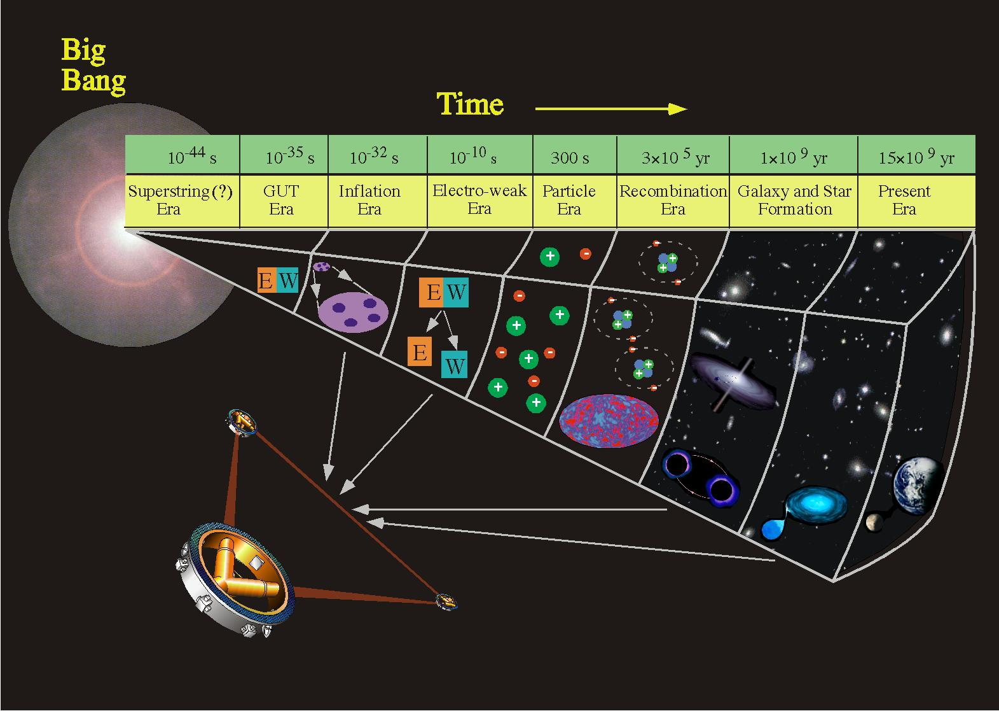 Big
Bang
Time
10-44 s
10-35 s
10-32 s
10-10 s
300 s
3×10 5 yr
1×10 9 yr
15×10 9 yr
Superstring (?)
Era
GUT
Era
Inflation
Era
Electro-weak
Era
Particle
Era
Recombination
Era
Galaxy and Star
Formation
Present
Era
E W
E W
E
W